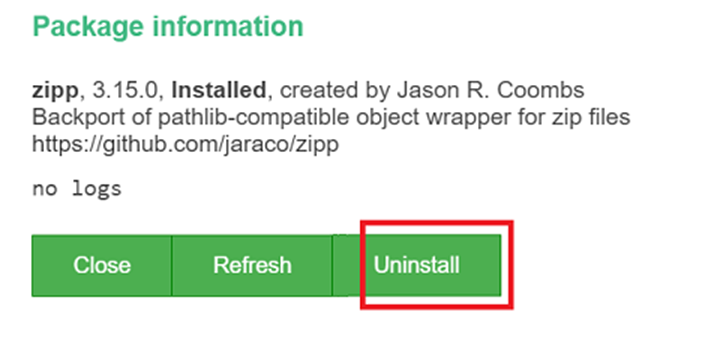 Package information
zipp, 3.15.0, Installed, created by Jason R. Coombs
Backport of pathlib-compatible object wrapper for zip files
https://github.com/jaraco/zipp
no logs
Close Refresh Uninstall